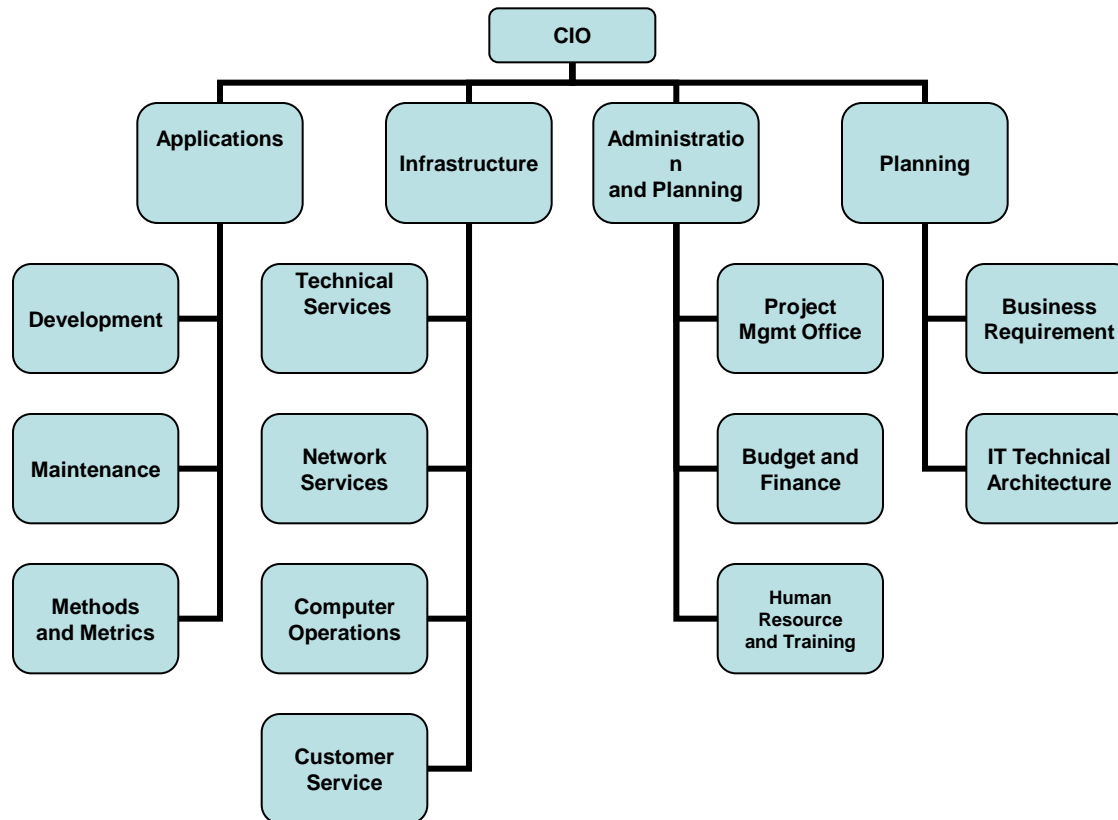 CIO
Applications
Infrastructure
Administratio
n
and Planning
Planning
Development
Technical
Services
Project
Mgmt Office
Business
Requirement
Maintenance
Network
Services
Budget and
Finance
IT Technical
Architecture
Methods
and Metrics
Computer
Operations
Human
Resource
and Training
Customer
Service